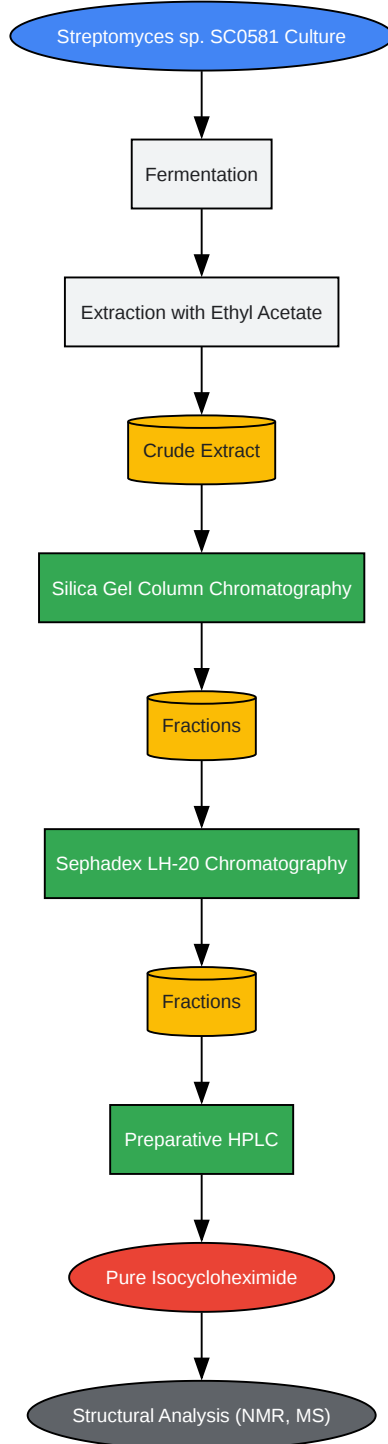 Streptomyces sp. SC0581 Culture
Fermentation
Extraction with Ethyl Acetate
Crude Extract
Silica Gel Column Chromatography
Fractions
Sephadex LH-20 Chromatography
Fractions
Preparative HPLC
Pure Isocycloheximide
Structural Analysis (NMR, MS)